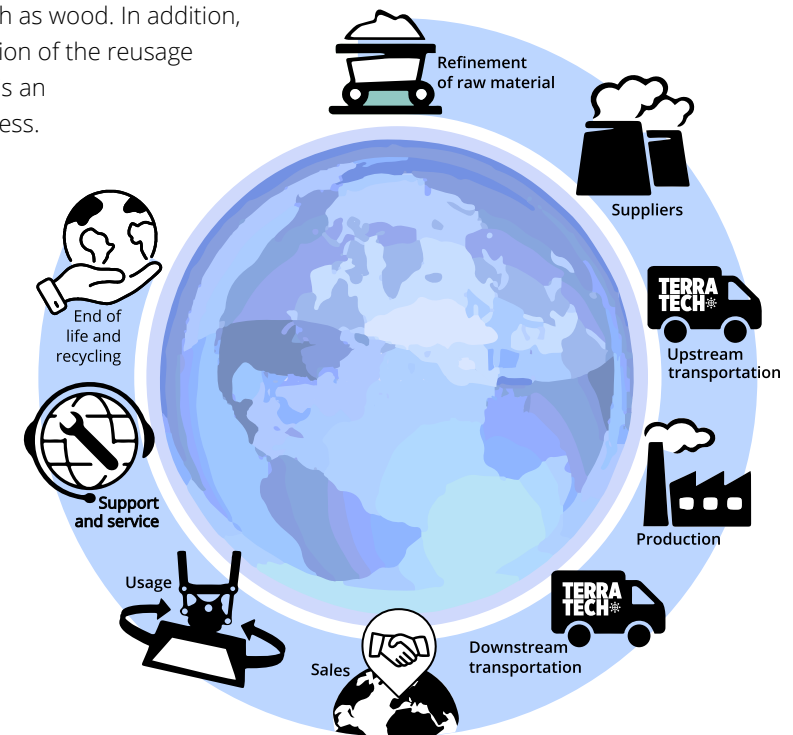 h as wood. In addition,
ion of the reusage
s an
ess.
Refinement
of raw material
Suppliers
TERRA
TECH
Upstream
transportation
Production
TERRA
TECH
Downstream
transportation
Sales
Usage
Support
and service
End of
life and
recycling